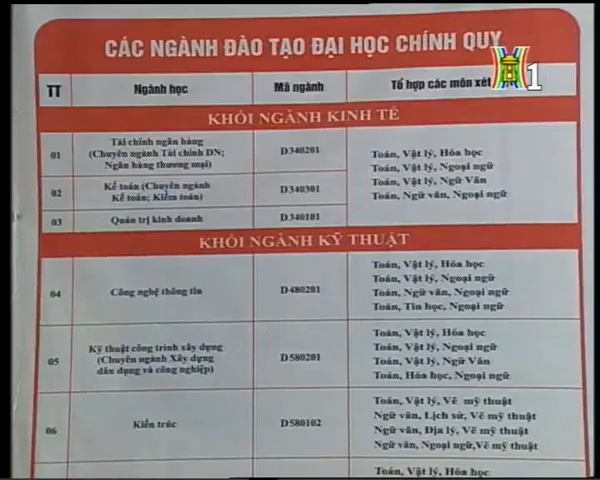 CÁC NGÀNH ĐÀO TẠO ĐẠI HỌC CHÍNH QUY
1
TT Ngành học Mã ngành Tổ hợp các môn xét
KHỐI NGÀNH KINH TẾ
01 Tài chính ngân hàng
(Chuyên ngành Tài chính DN;
Ngân hàng thương mại) D340201
02 Kế toán (Chuyên ngành
Kế toán; Kiểm toán) D340301
03 Quản trị kinh doanh D340101
Toán, Vật lý, Hóa học
Toán, Vật lý, Ngoại ngữ
Toán, Vật lý, Ngữ Văn
Toán, Ngữ văn, Ngoại ngữ
KHỐI NGÀNH KỸ THUẬT
04 Công nghệ thông tin D480201
Toán, Vật lý, Hóa học
Toán, Vật lý, Ngoại ngữ
Toán, Ngữ văn, Ngoại ngữ
Toán, Tin học, Ngoại ngữ
05 Kỹ thuật công trình xây dựng
(Chuyên ngành Xây dựng
dân dụng và công nghiệp) D580201
Toán, Vật lý, Hóa học
Toán, Vật lý, Ngoại ngữ
Toán, Vật lý, Ngữ Văn
Toán, Hóa học, Ngoại ngữ
06 Kiến trúc D580102
Toán, Vật lý, Vẽ mỹ thuật
Ngữ văn, Lịch sử, Vẽ mỹ thuật
Ngữ văn, Địa lý, Vẽ mỹ thuật
Ngữ văn, Ngoại ngữ,Vẽ mỹ thuật
Toán, Vật lý, Hóa học